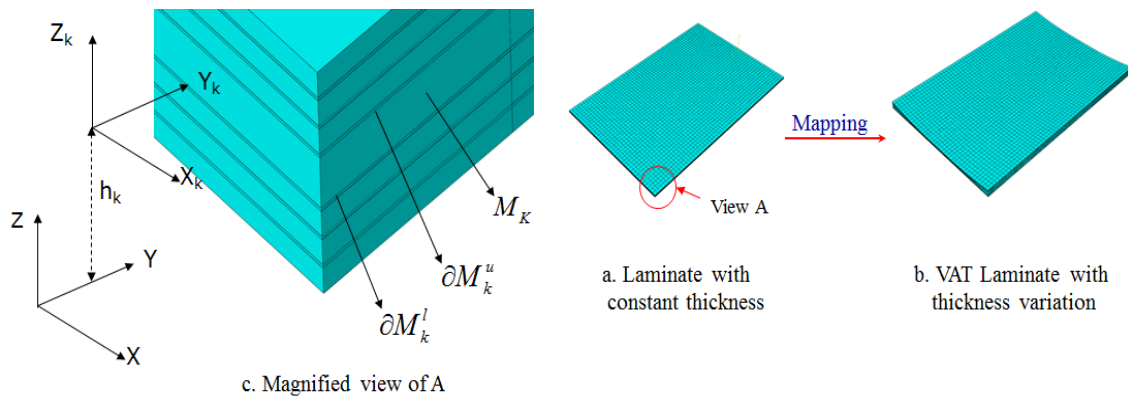 Z_k
Y_k
X_k
h_k
Z
Y
X
M_K
∂M_k^u
∂M_k^l
c. Magnified view of A
Mapping
View A
a. Laminate with
constant thickness
b. VAT Laminate with
thickness variation